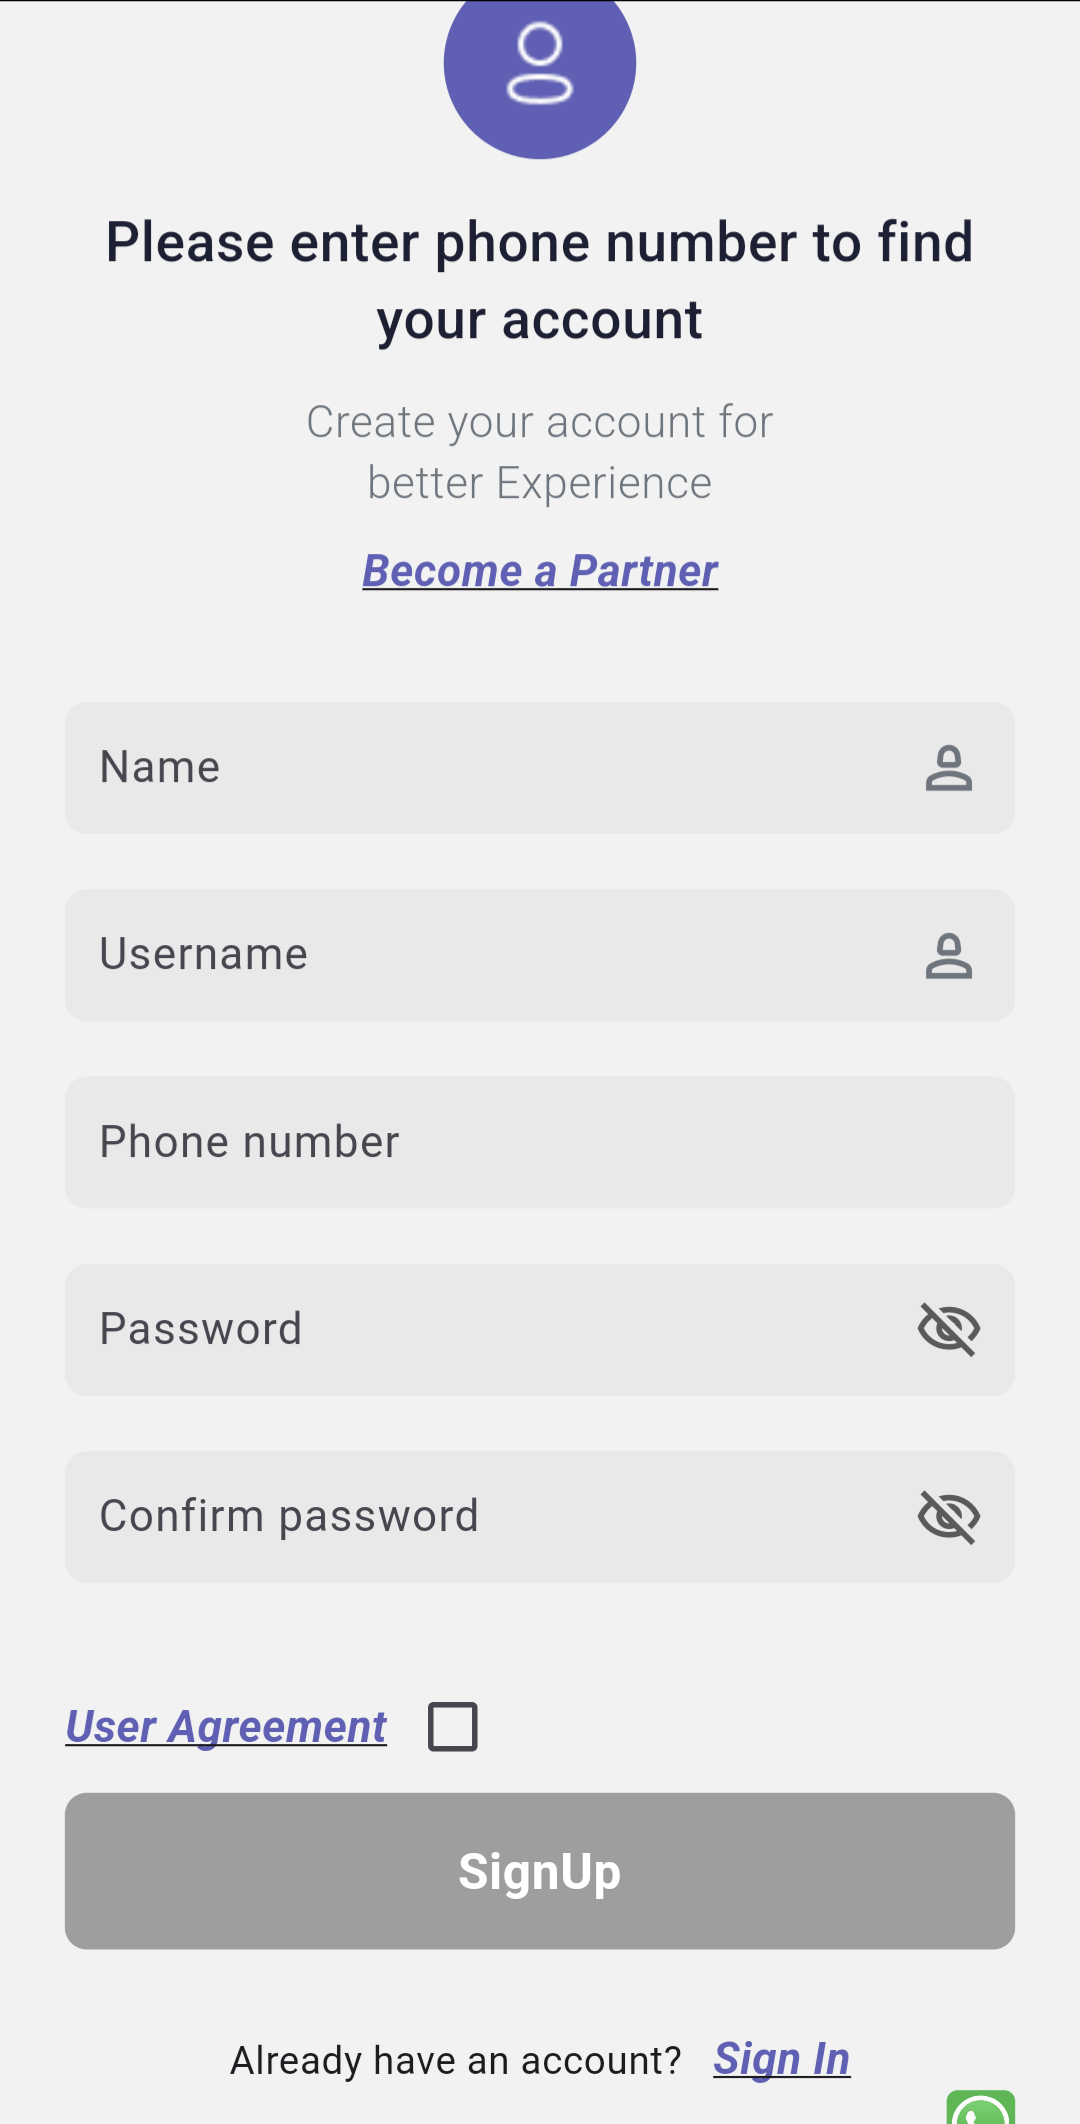 Please enter phone number to find
your account
Create your account for
better Experience
Become a Partner
Name
Username
Phone number
Password
Confirm password
User Agreement
SignUp
Already have an account? Sign In